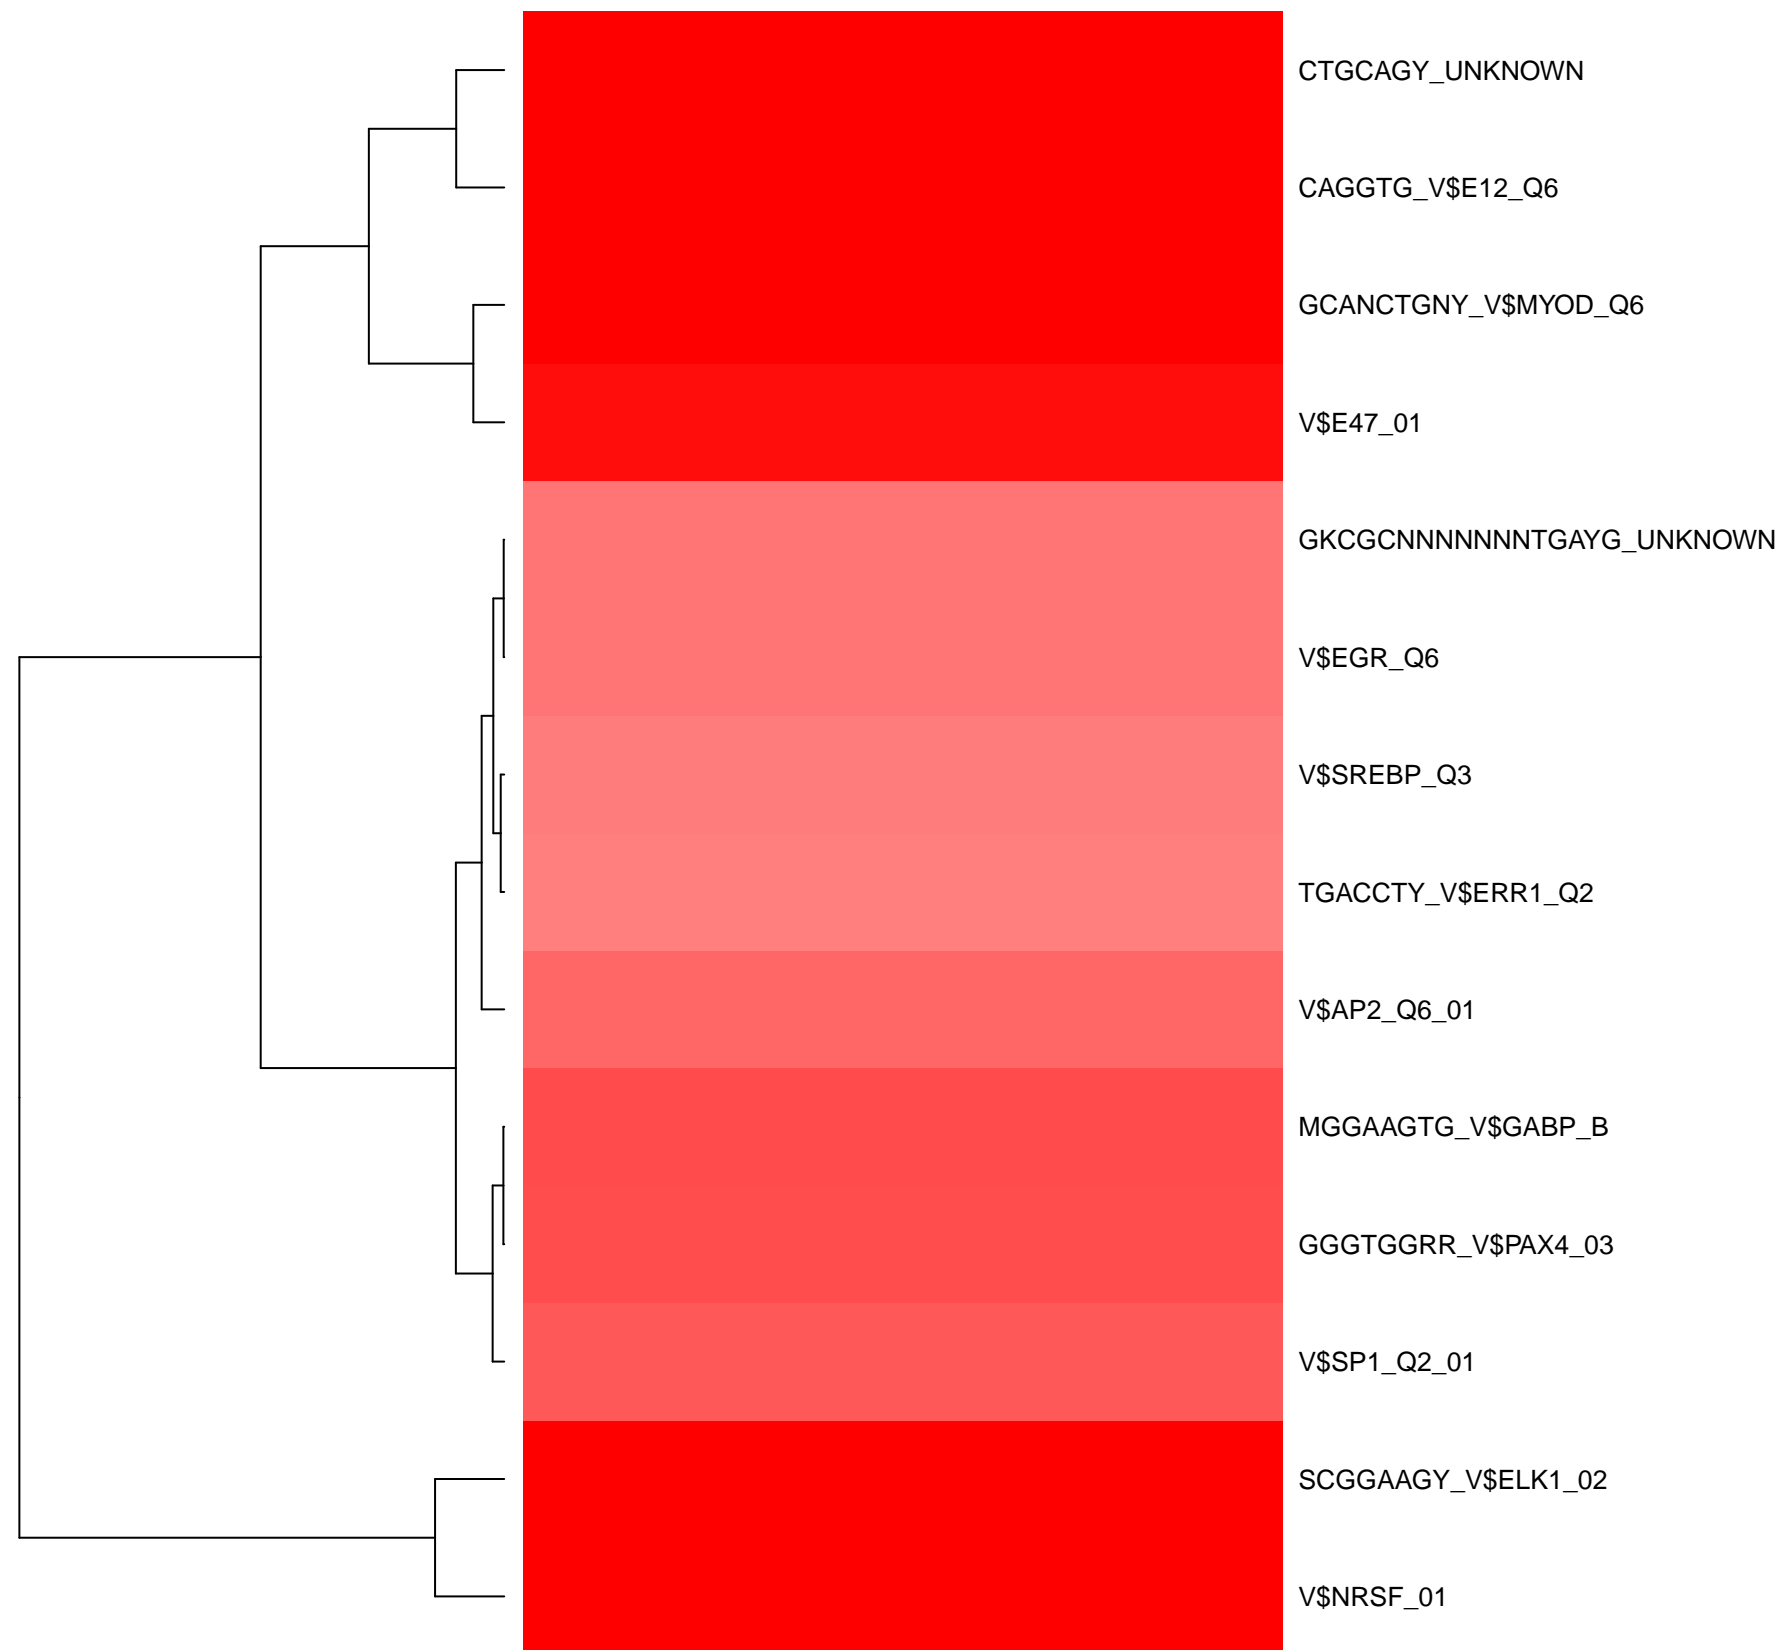 CTGCAGY_UNKNOWN
CAGGTG_V$E12_Q6
GCANCTGNY_V$MYOD_Q6
V$E47_01
GKCGCNNNNNNNTGAYG_UNKNOWN
V$EGR_Q6
V$SREBP_Q3
TGACCTY_V$ERR1_Q2
V$AP2_Q6_01
MGGAAGTG_V$GABP_B
GGGTGGRR_V$PAX4_03
V$SP1_Q2_01
SCGGAAGY_V$ELK1_02
V$NRSF_01